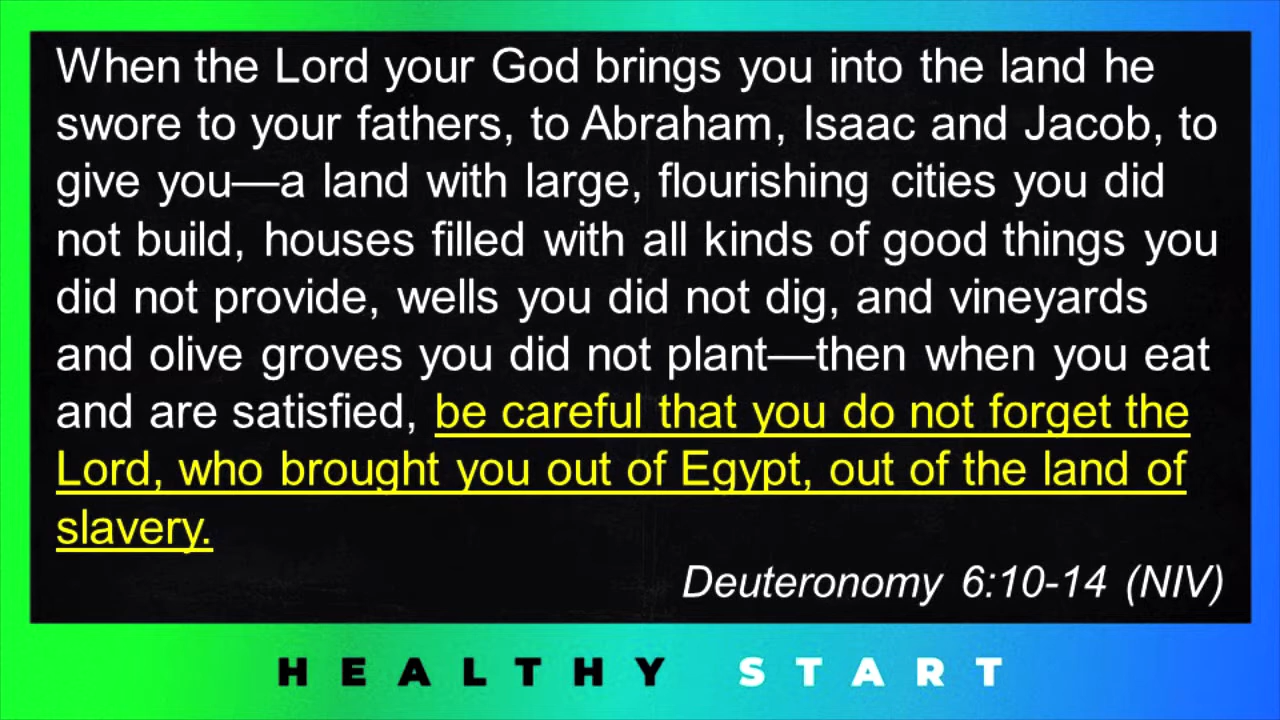 When the Lord your God brings you into the land he
swore to your fathers, to Abraham, Isaac and Jacob, to
give you—a land with large, flourishing cities you did
not build, houses filled with all kinds of good things you
did not provide, wells you did not dig, and vineyards
and olive groves you did not plant—then when you eat
and are satisfied, be careful that you do not forget the
Lord, who brought you out of Egypt, out of the land of
slavery.
Deuteronomy 6:10-14 (NIV)
HEALTHY START